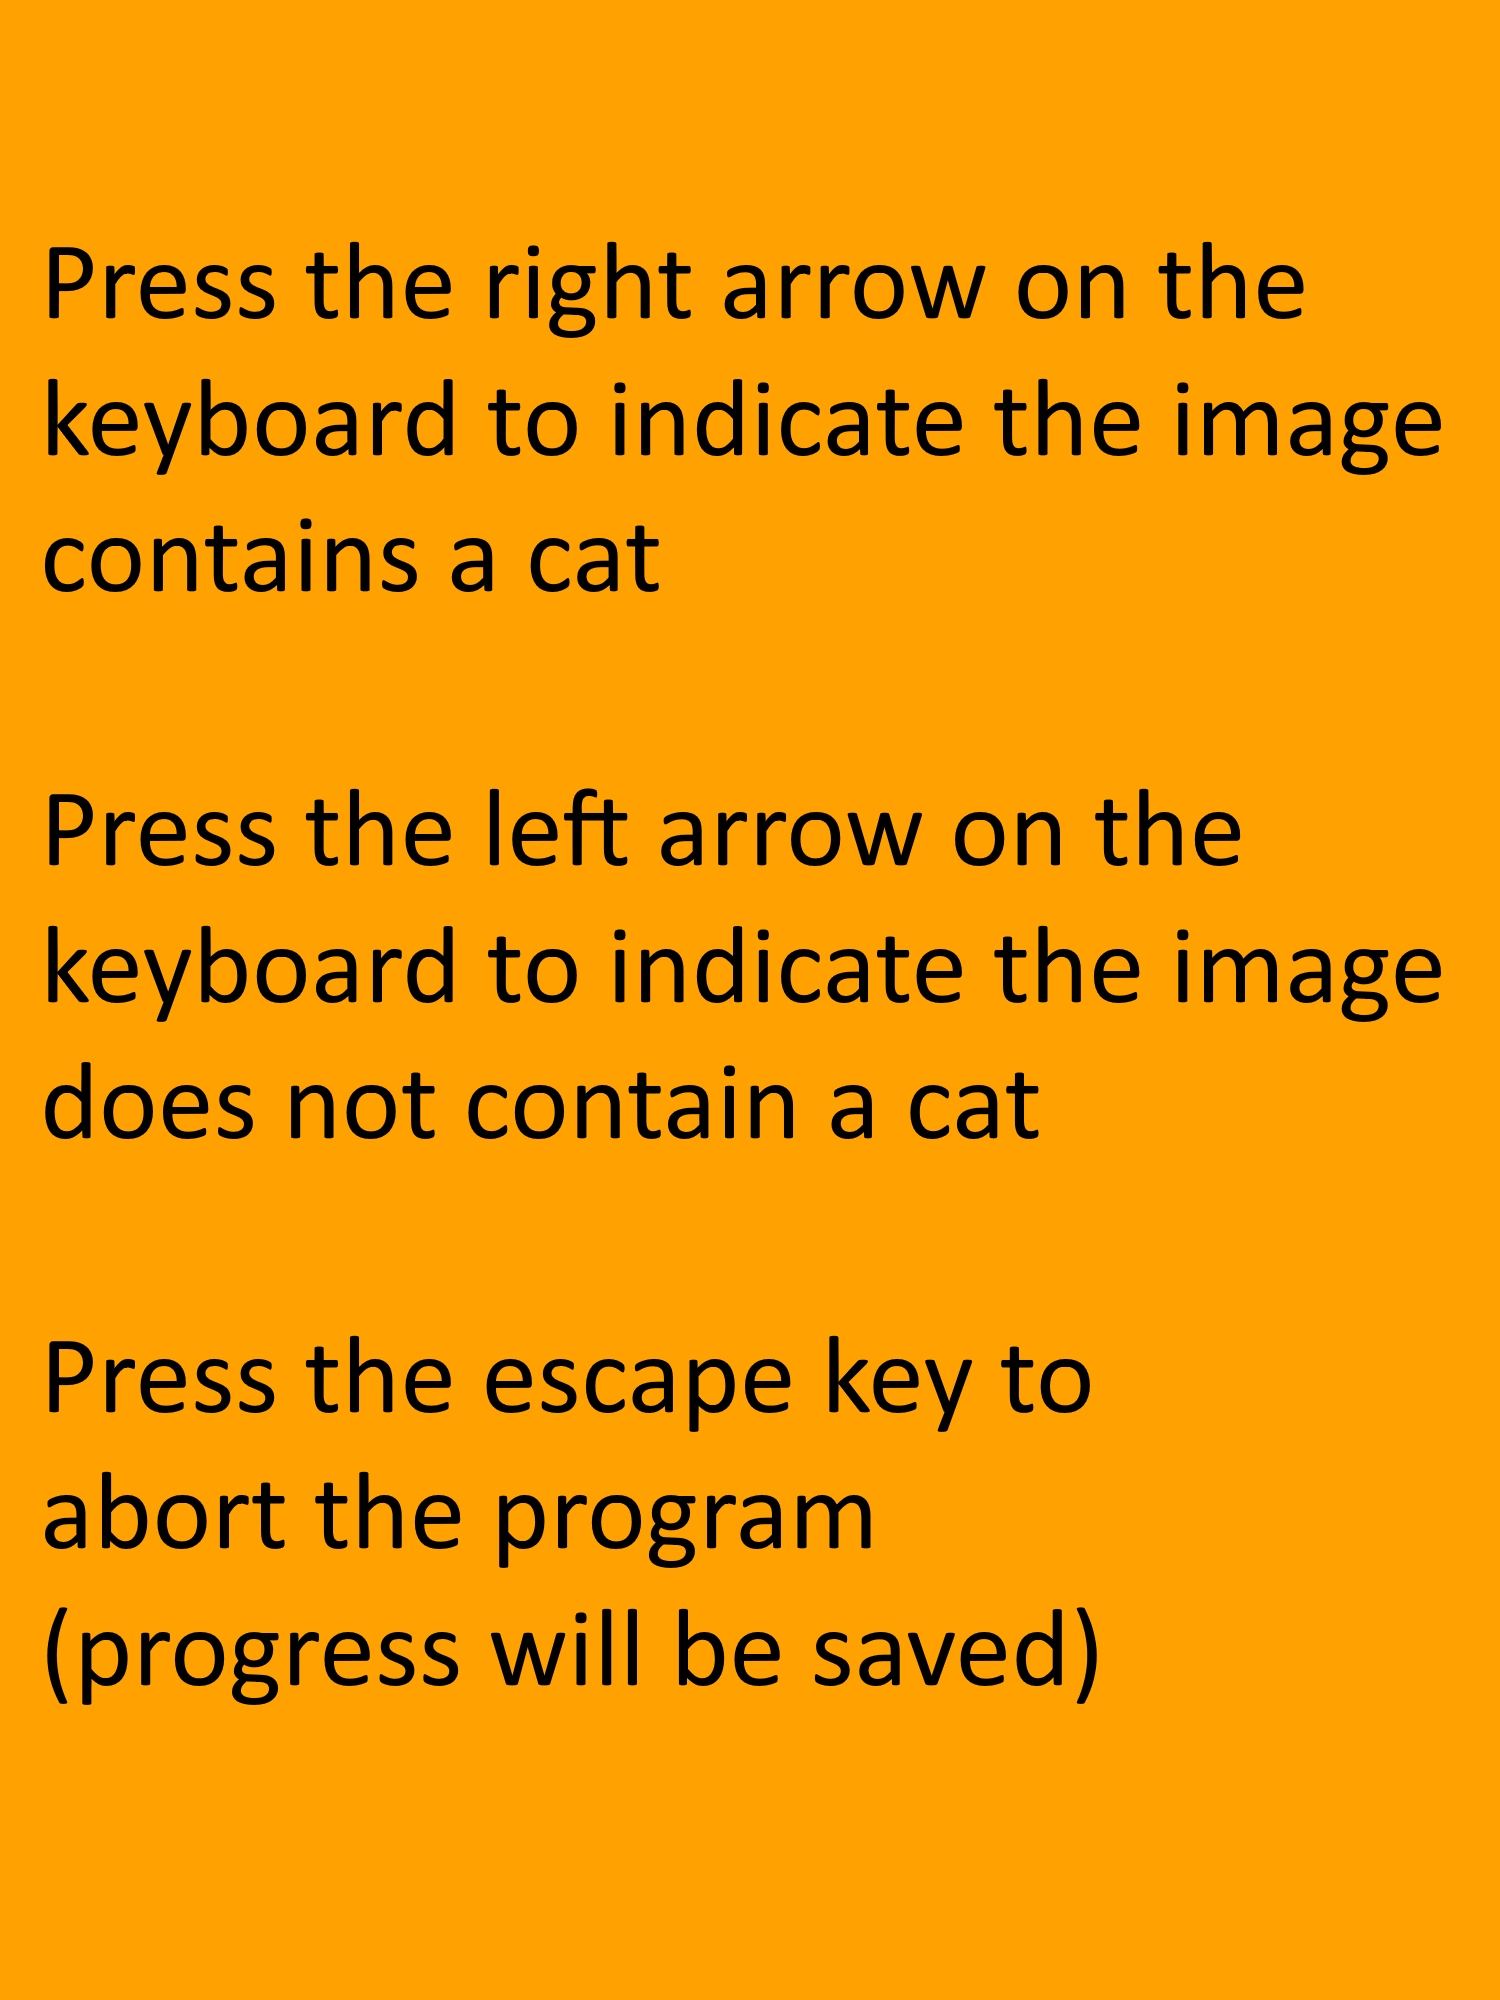 Press the right arrow on the
keyboard to indicate the image
contains a cat
Press the left arrow on the
keyboard to indicate the image
does not contain a cat
Press the escape key to
abort the program
(progress will be saved)